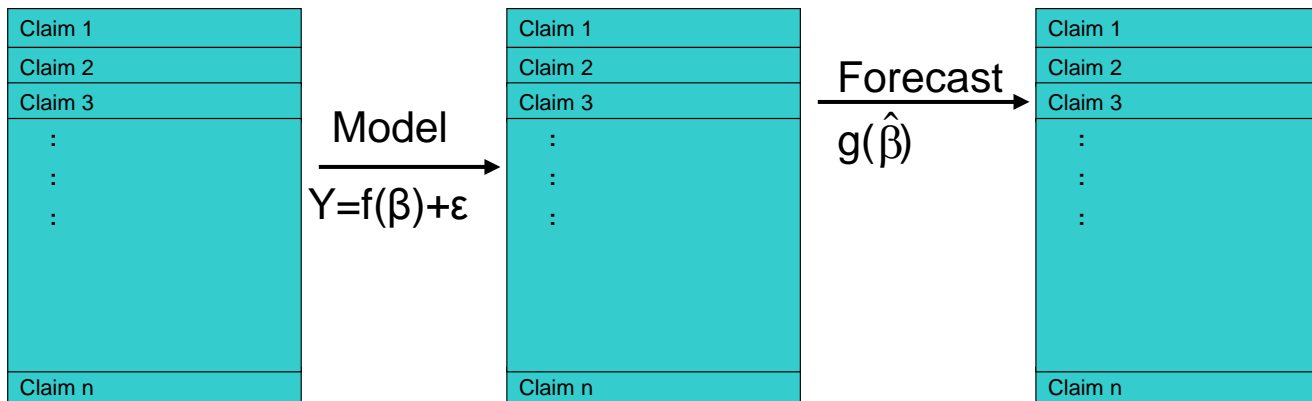 Claim 1
Claim 2
Claim 3
:
:
:
Claim n
Model
Y=f(β)+ε
Claim 1
Claim 2
Claim 3
:
:
:
Claim n
Forecast
g(β̂)
Claim 1
Claim 2
Claim 3
:
:
:
Claim n